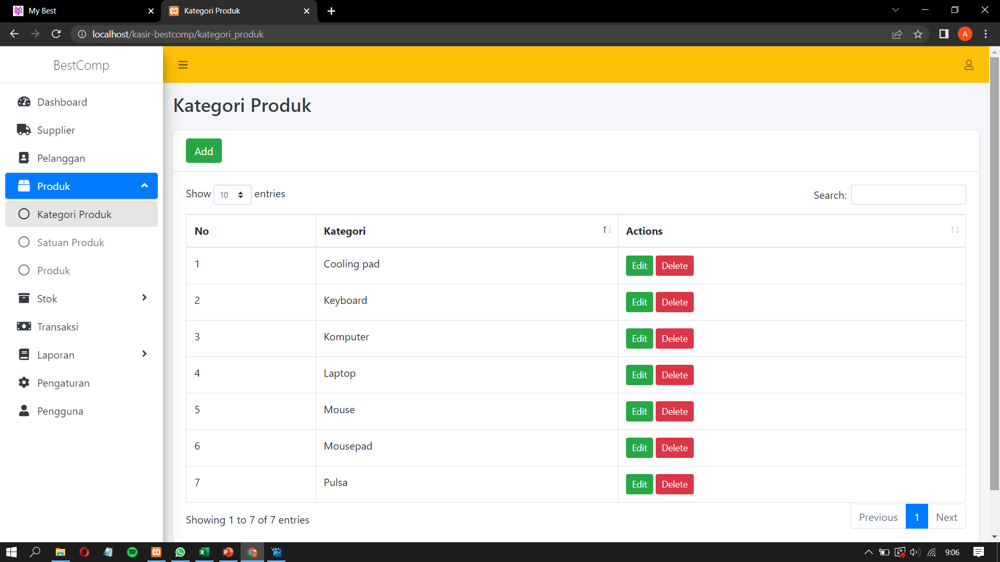 My Best
Kategori Produk
localhost/kasir-bestcomp/kategori_produk
A
BestComp
Dashboard
Supplier
Pelanggan
Produk
Kategori Produk
Satuan Produk
Produk
Stok
Transaksi
Laporan
Pengaturan
Pengguna
Kategori Produk
Add
Show 10 entries
Search:
No Kategori Actions
1 Cooling pad Edit Delete
2 Keyboard Edit Delete
3 Komputer Edit Delete
4 Laptop Edit Delete
5 Mouse Edit Delete
6 Mousepad Edit Delete
7 Pulsa Edit Delete
Showing 1 to 7 of 7 entries
Previous 1 Next
9:06